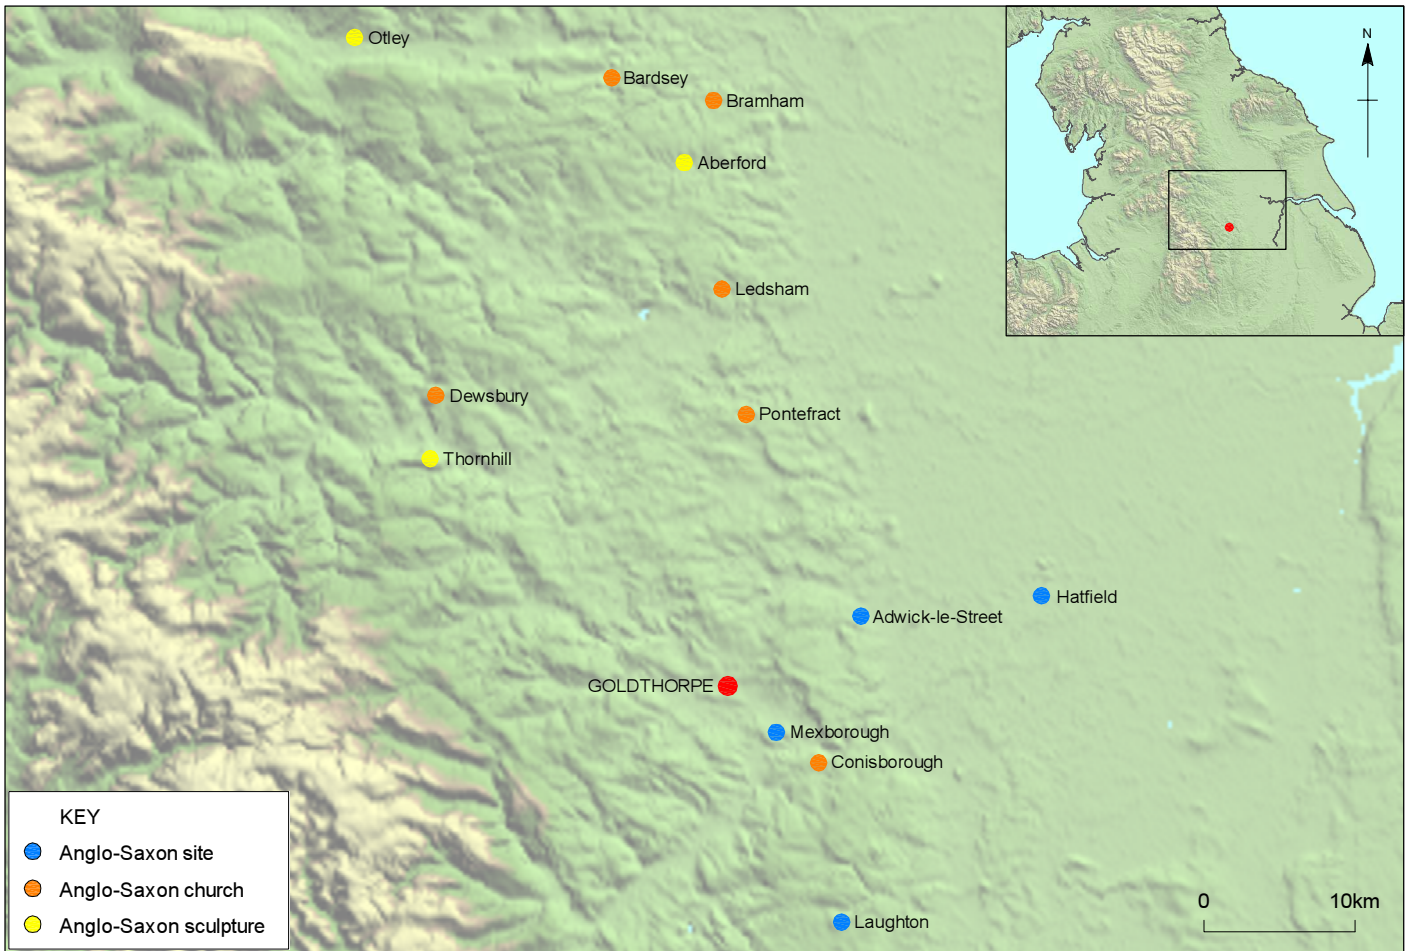 Otley
Bardsey
Bramham
N
Aberford
Ledsham
Dewsbury
Pontefract
Thornhill
Hatfield
Adwick-le-Street
GOLDTHORPE
Mexborough
Conisborough
KEY
Anglo-Saxon site
Anglo-Saxon church
Anglo-Saxon sculpture
0 10km
Laughton